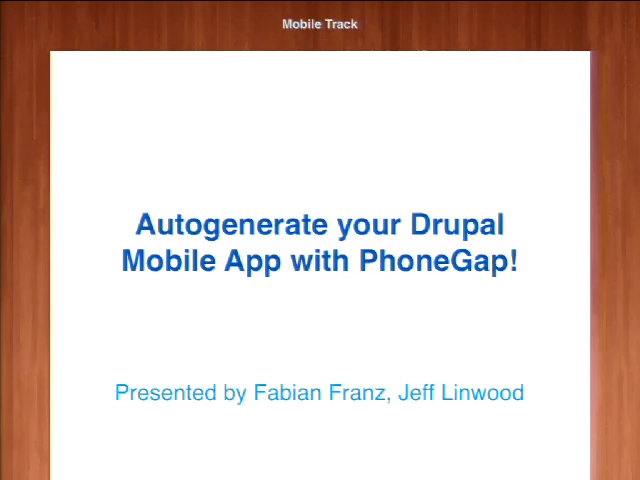 Mobile Track
Autogenerate your Drupal
Mobile App with PhoneGap!
Presented by Fabian Franz, Jeff Linwood